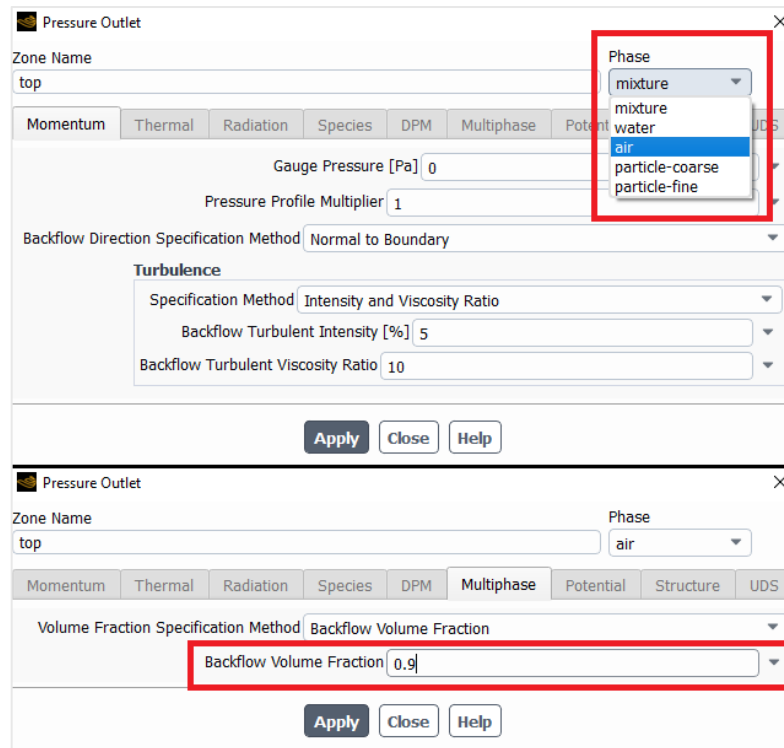 Pressure Outlet
Zone Name Phase
top mixture
mixture
water
air
particle-coarse
particle-fine
Momentum Thermal Radiation Species DPM Multiphase Potent UDS
Gauge Pressure [Pa] 0
Pressure Profile Multiplier 1
Backflow Direction Specification Method Normal to Boundary
Turbulence
Specification Method Intensity and Viscosity Ratio
Backflow Turbulent Intensity [%] 5
Backflow Turbulent Viscosity Ratio 10
Apply Close Help
Pressure Outlet
Zone Name Phase
top air
Momentum Thermal Radiation Species DPM Multiphase Potential Structure UDS
Volume Fraction Specification Method Backflow Volume Fraction
Backflow Volume Fraction 0.9
Apply Close Help